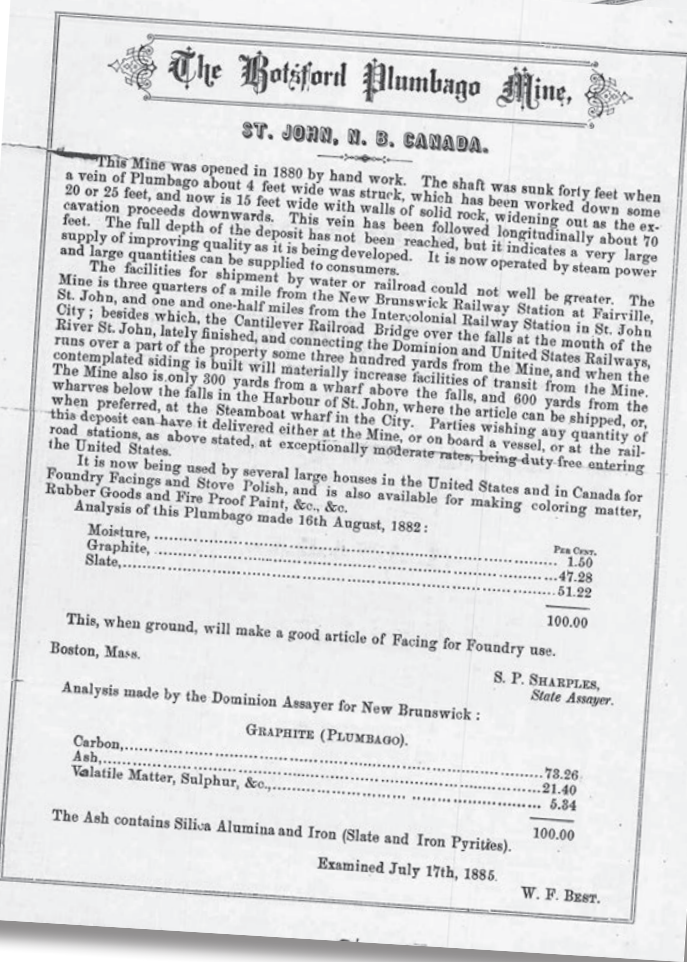 The Botsford Plumbago Mine,
ST. JOHN, N. B. CANADA.
This Mine was opened in 1880 by hand work. The shaft was sunk forty feet when
a vein of Plumbago about 4 feet wide was struck, which has been worked down some
20 or 25 feet, and now is 15 feet wide with walls of solid rock, widening out as the ex-
cavation proceeds downwards. This vein has been followed longitudinally about 70
feet. The full depth of the deposit has not been reached, but it indicates a very large
supply of improving quality as it is being developed. It is now operated by steam power
and large quantities can be supplied to consumers.
The facilities for shipment by water or railroad could not well be greater. The
Mine is three quarters of a mile from the New Brunswick Railway Station at Fairville,
St. John, and one and one-half miles from the Intercolonial Railway Station in St. John
City; besides which, the Cantilever Railroad Bridge over the falls at the mouth of the
River St. John, lately finished, and connecting the Dominion and United States Railways,
runs over a part of the property some three hundred yards from the Mine, and when the
contemplated siding is built will materially increase facilities of transit from the Mine.
The Mine also is only 300 yards from a wharf above the falls, and 600 yards from the
wharves below the falls in the Harbour of St. John, where the article can be shipped, or,
when preferred, at the Steamboat wharf in the City. Parties wishing any quantity of
this deposit can have it delivered either at the Mine, or on board a vessel, or at the rail-
road stations, as above stated, at exceptionally moderate rates, being duty free entering
the United States.
It is now being used by several large houses in the United States and in Canada for
Foundry Facings and Stove Polish, and is also available for making coloring matter,
Rubber Goods and Fire Proof Paint, &c., &c.
Analysis of this Plumbago made 16th August, 1882:
PER CENT.
Moisture, 1.50
Graphite, 47.28
Slate, 51.22
100.00
This, when ground, will make a good article of Facing for Foundry use.
Boston, Mass.
S. P. SHARPLES,
State Assayer.
Analysis made by the Dominion Assayer for New Brunswick:
GRAPHITE (PLUMBAGO).
Carbon, 73.26
Ash, 21.40
Volatile Matter, Sulphur, &c., 5.34
100.00
The Ash contains Silica Alumina and Iron (Slate and Iron Pyrities).
Examined July 17th, 1885.
W. F. BEST.